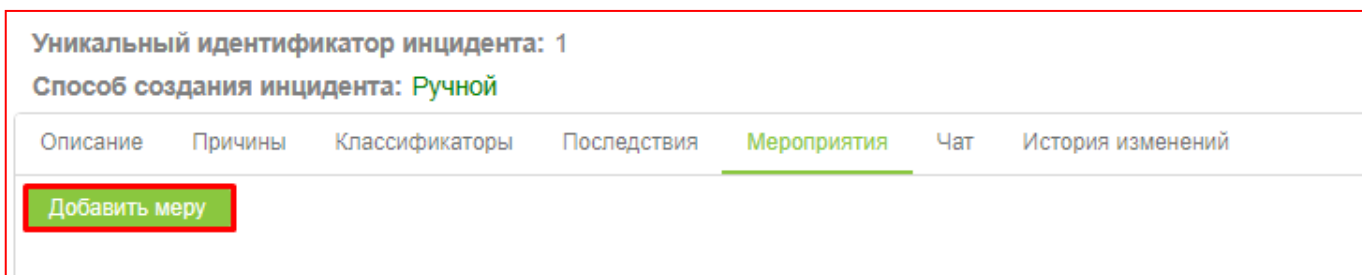 Уникальный идентификатор инцидента: 1
Способ создания инцидента: Ручной
Описание Причины Классификаторы Последствия Мероприятия Чат История изменений
Добавить меру